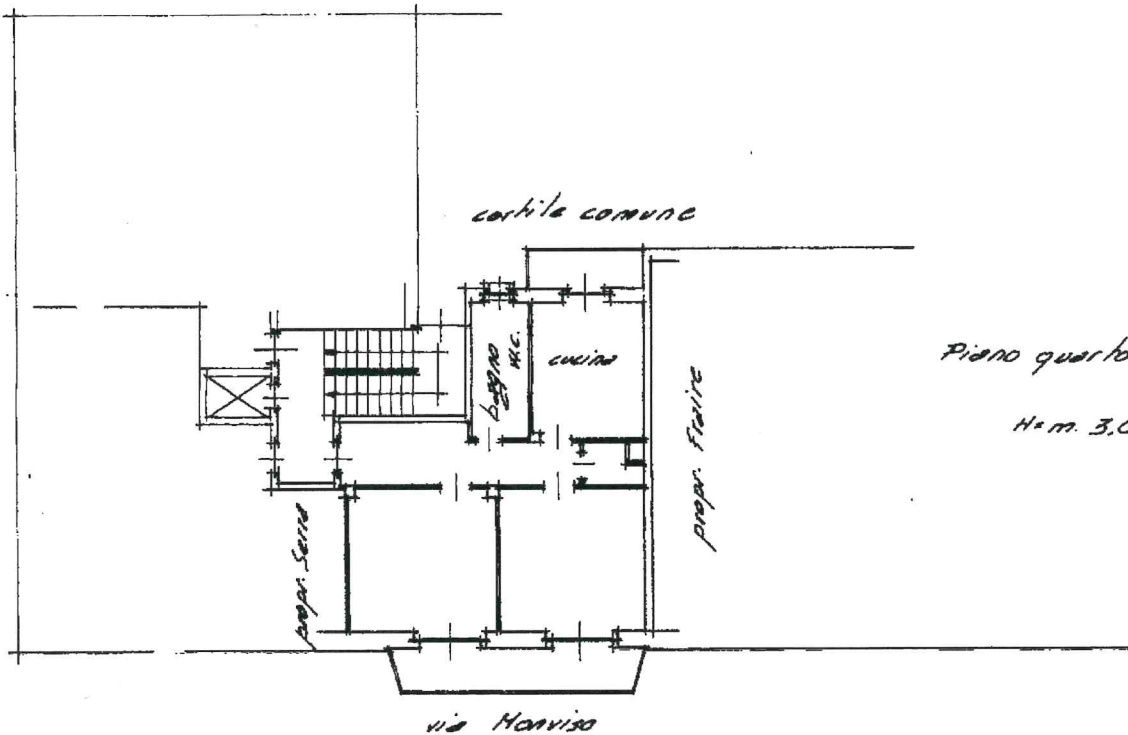 cortile comune
bagno
W.C.
cucina
Piano quarto
H=m. 3,0
propr. Fraire
propr. Serra
via Monviso